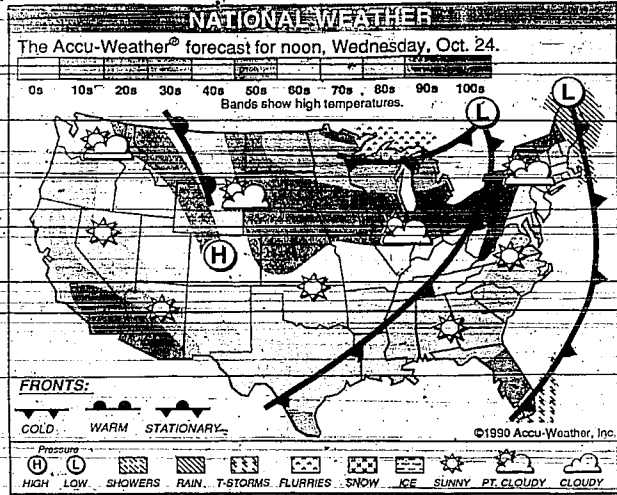 NATIONAL WEATHER
The Accu-Weather® forecast for noon, Wednesday, Oct. 24.
0s 10s 20s 30s 40s 50s 60s 70s 80s 90s 100s
Bands show high temperatures.
L
L
H
FRONTS:
COLD WARM STATIONARY
©1990 Accu-Weather, Inc.
Pressure
H L
HIGH LOW SHOWERS RAIN T-STORMS FLURRIES SNOW ICE SUNNY PT. CLOUDY CLOUDY